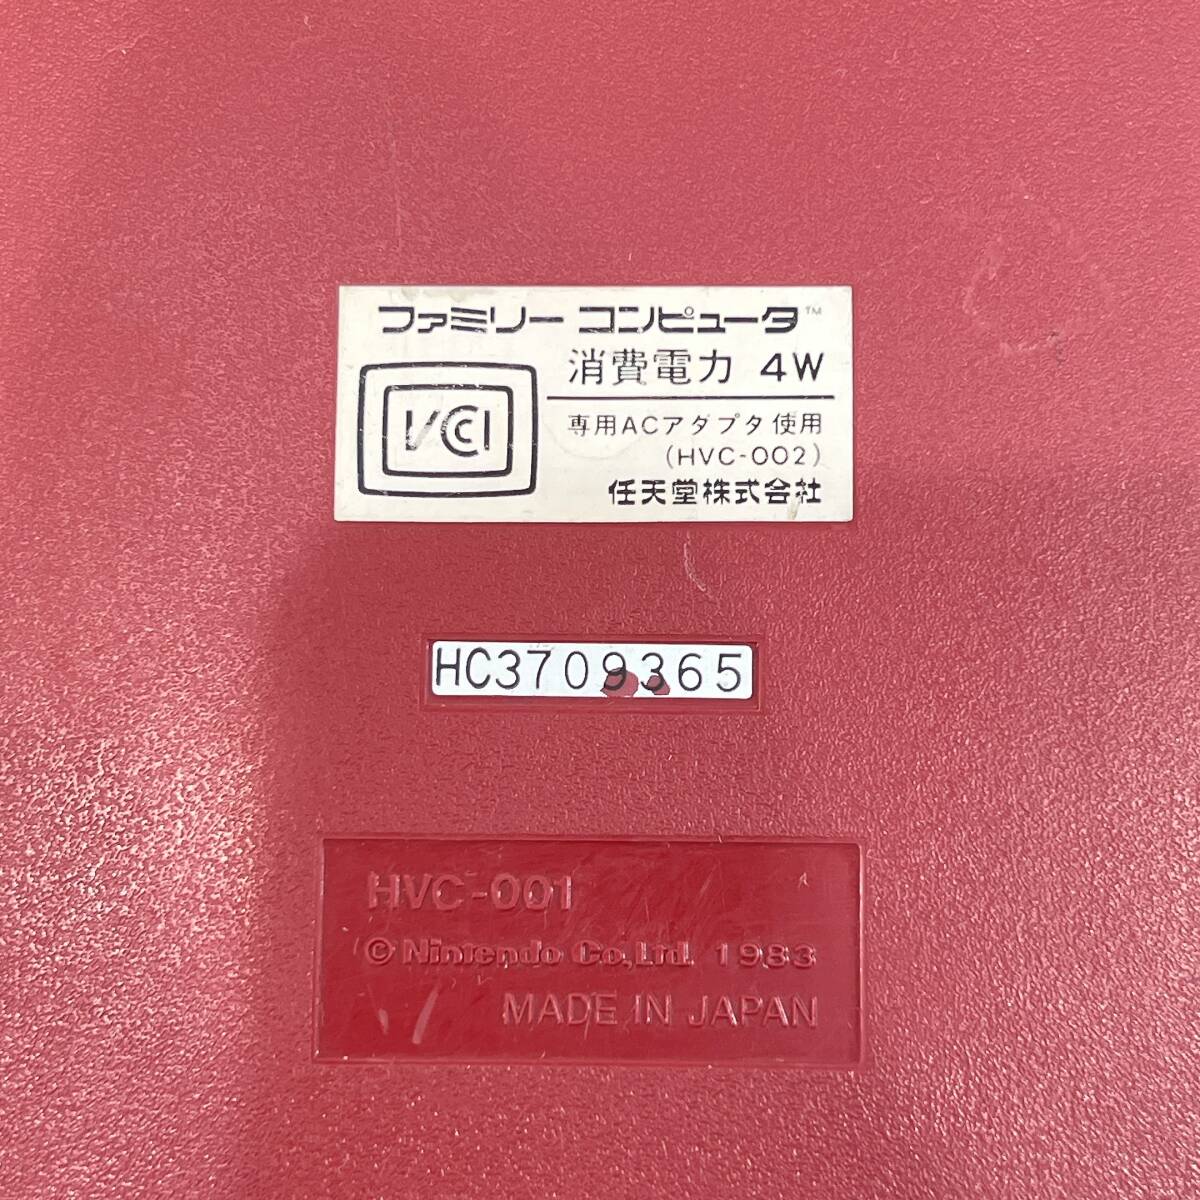 ファミリー コンピュータ™
消費電力 4W
VCCI
専用ACアダプタ使用
(HVC-002)
任天堂株式会社
HC3709365
HVC-001
© Nintendo Co., Ltd. 1983
MADE IN JAPAN